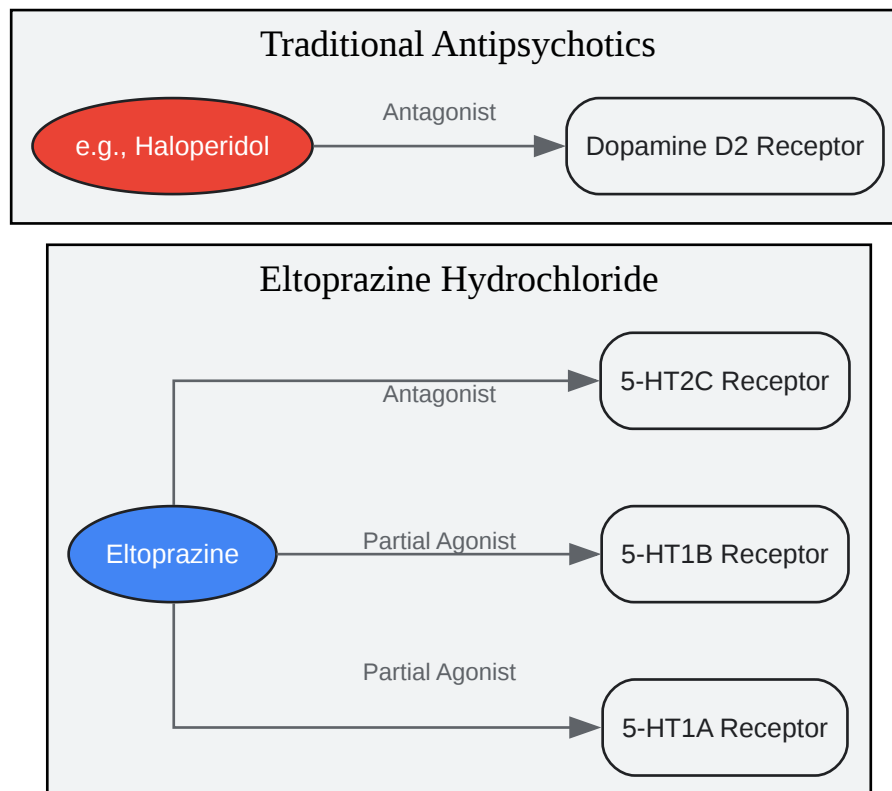 Traditional Antipsychotics
Antagonist
e.g., Haloperidol
Dopamine D2 Receptor
Eltoprazine Hydrochloride
5-HT2C Receptor
Antagonist
Partial Agonist
Eltoprazine
5-HT1B Receptor
Partial Agonist
5-HT1A Receptor